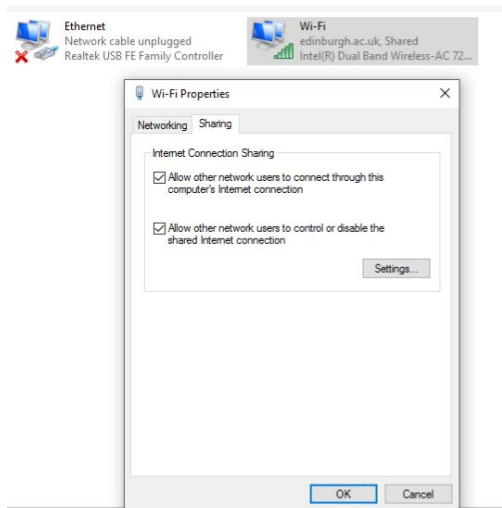 Ethernet
Network cable unplugged
Realtek USB FE Family Controller
Wi-Fi
edinburgh.ac.uk, Shared
Intel(R) Dual Band Wireless-AC 72...
Wi-Fi Properties
Networking
Sharing
Internet Connection Sharing
Allow other network users to connect through this
computer's Internet connection
Allow other network users to control or disable the
shared Internet connection
Settings...
OK
Cancel